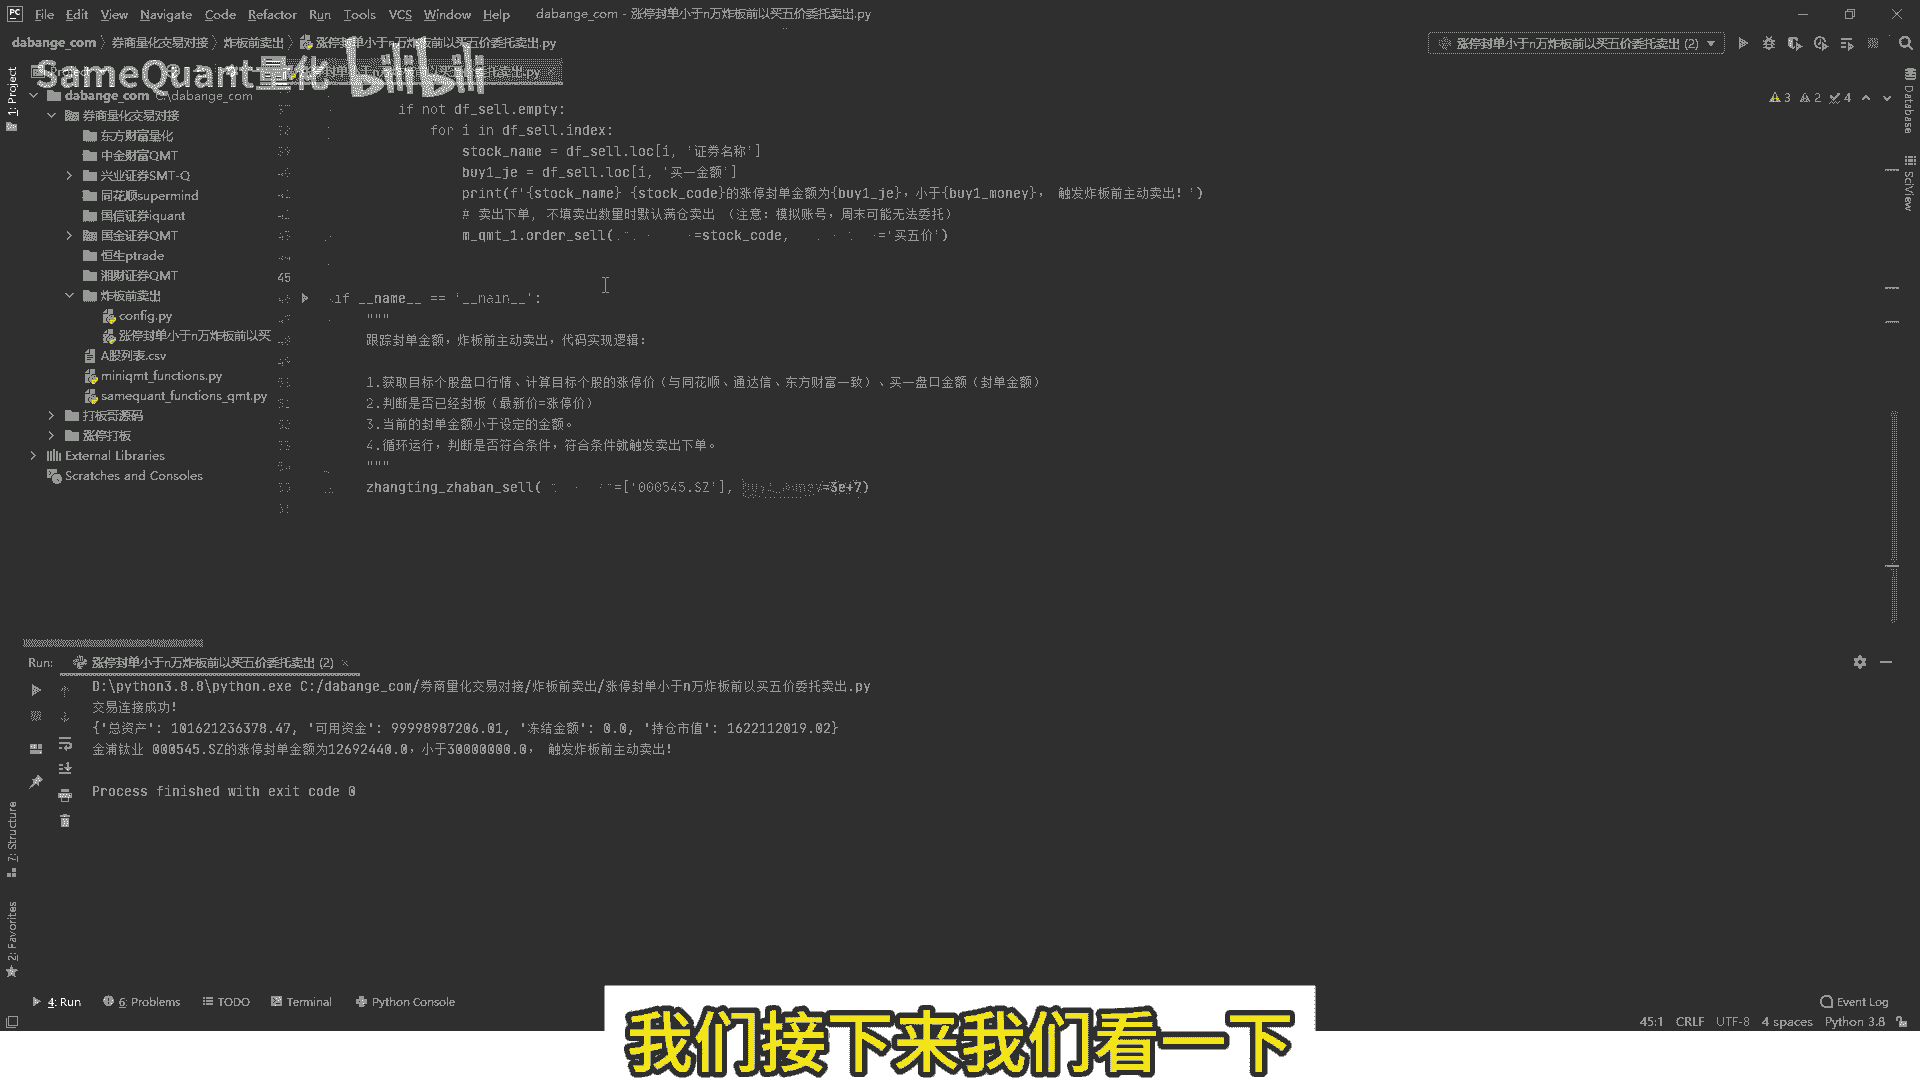 File Edit View Navigate Code Refactor Run Tools VCS Window Help dabange_com - 涨停封单小于n万炸板前以买五价委托卖出.py
dabange_com 〉 券商量化交易对接 〉 炸板前卖出 〉 涨停封单小于n万炸板前以买五价委托卖出.py
涨停封单小于n万炸板前以买五价委托卖出 (2)
SameQuant量化 bilibili
1: Project
dabange_com C:\dabange_com
券商量化交易对接
东方财富量化
中金财富QMT
兴业证券SMT-Q
同花顺supermind
国信证券iquant
国金证券QMT
恒生ptrade
湘财证券QMT
炸板前卖出
config.py
涨停封单小于n万炸板前以买
A股列表.csv
miniqmt_functions.py
samequant_functions_qmt.py
打板哥源码
涨停打板
External Libraries
Scratches and Consoles
3 2 4
Database
SciView
if not df_sell.empty:
for i in df_sell.index:
stock_name = df_sell.loc[i, '证券名称']
buy1_je = df_sell.loc[i, '买一金额']
print(f'{stock_name} {stock_code}的涨停封单金额为{buy1_je}，小于{buy1_money}， 触发炸板前主动卖出！')
# 卖出下单, 不填卖出数量时默认满仓卖出 （注意：模拟账号，周末可能无法委托）
m_qmt_1.order_sell( =stock_code, ='买五价')
45
if __name__ == '__main__':
"""
跟踪封单金额，炸板前主动卖出，代码实现逻辑：
1.获取目标个股盘口行情、计算目标个股的涨停价（与同花顺、通达信、东方财富一致）、买一盘口金额（封单金额）
2.判断是否已经封板（最新价=涨停价）
3.当前的封单金额小于设定的金额。
4.循环运行，判断是否符合条件，符合条件就触发卖出下单。
"""
zhangting_zhaban_sell( =['000545.SZ'], =3e+7)
Run: 涨停封单小于n万炸板前以买五价委托卖出 (2)
D:\python3.8.8\python.exe C:/dabange_com/券商量化交易对接/炸板前卖出/涨停封单小于n万炸板前以买五价委托卖出.py
交易连接成功！
{'总资产': 101621236378.47, '可用资金': 99998987206.01, '冻结金额': 0.0, '持仓市值': 1622112019.02}
金浦钛业 000545.SZ的涨停封单金额为12692440.0，小于30000000.0， 触发炸板前主动卖出！
Process finished with exit code 0
7: Structure
2: Favorites
4: Run 6: Problems TODO Terminal Python Console Event Log
45:1 CRLF UTF-8 4 spaces Python 3.8
我们接下来我们看一下